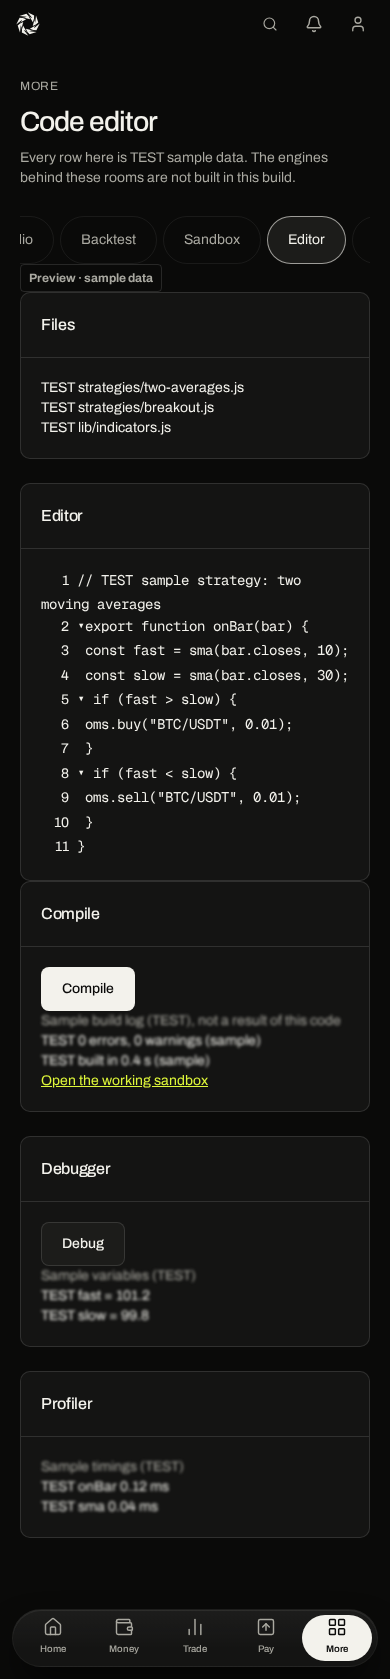 MORE
Code editor
Every row here is TEST sample data. The engines
behind these rooms are not built in this build.
lio
Backtest
Sandbox
Editor
Preview · sample data
Files
TEST strategies/two-averages.js
TEST strategies/breakout.js
TEST lib/indicators.js
Editor
1 // TEST sample strategy: two
moving averages
2 ▾export function onBar(bar) {
3 const fast = sma(bar.closes, 10);
4 const slow = sma(bar.closes, 30);
5 ▾ if (fast > slow) {
6 oms.buy("BTC/USDT", 0.01);
7 }
8 ▾ if (fast < slow) {
9 oms.sell("BTC/USDT", 0.01);
10 }
11 }
Compile
Compile
Sample build log (TEST), not a result of this code
TEST 0 errors, 0 warnings (sample)
TEST built in 0.4 s (sample)
Open the working sandbox
Debugger
Debug
Sample variables (TEST)
TEST fast = 101.2
TEST slow = 99.8
Profiler
Sample timings (TEST)
TEST onBar 0.12 ms
TEST sma 0.04 ms
Home
Money
Trade
Pay
More